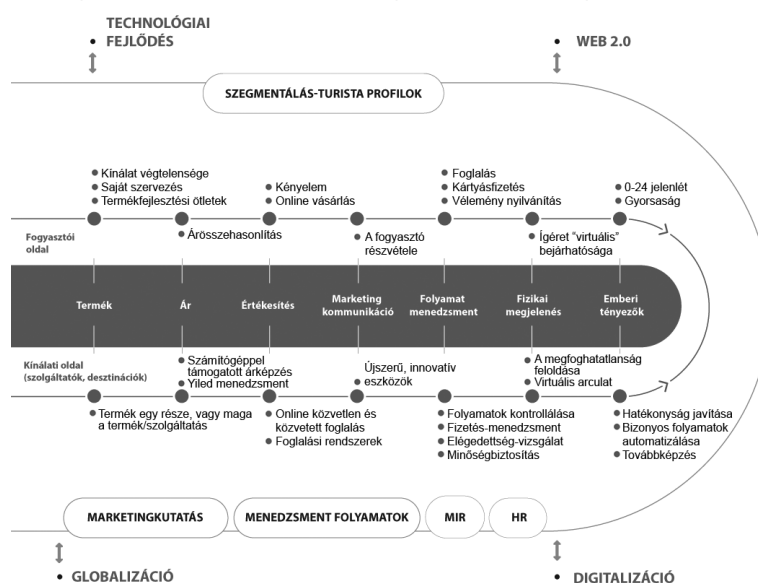 TECHNOLÓGIAI
• FEJLŐDÉS
• WEB 2.0
SZEGMENTÁLÁS-TURISTA PROFILOK
• Kínálat végtelensége
• Saját szervezés
• Termékfejlesztési ötletek
• Kényelem
• Online vásárlás
• Foglalás
• Kártyásfizetés
• Vélemény nyilvánítás
• 0-24 jelenlét
• Gyorsaság
Fogyasztói
oldal
• Árösszehasonlítás
• A fogyasztó
részvétele
• Ígéret “virtuális”
bejárhatósága
Termék
Ár
Értékesítés
Marketing
kommunikáció
Folyamat
menedzsment
Fizikai
megjelenés
Emberi
tényezők
Kínálati oldal
(szolgáltatók, desztinációk)
• Számítógéppel
támogatott árképzés
• Yiled menedzsment
Újszerű, innovatív
• eszközök
• A megfoghatatlanság
feloldása
• Virtuális arculat
• Termék egy része, vagy maga
a termék/szolgáltatás
• Online közvetlen és
közvetett foglalás
• Foglalási rendszerek
• Folyamatok kontrollálása
• Fizetés-menedzsment
• Elégedettség-vizsgálat
• Minőségbiztosítás
• Hatékonyság javítása
• Bizonyos folyamatok
automatizálása
• Továbbképzés
MARKETINGKUTATÁS
MENEDZSMENT FOLYAMATOK
MIR
HR
• GLOBALIZÁCIÓ
• DIGITALIZÁCIÓ